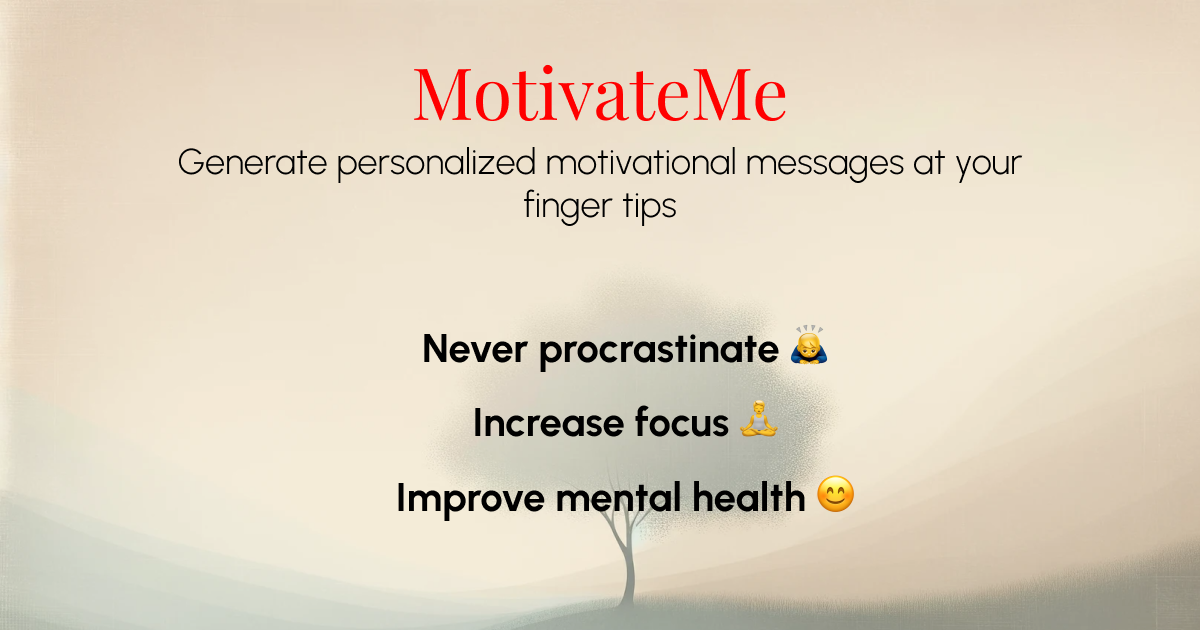 MotivateMe
Generate personalized motivational messages at your
finger tips
Never procrastinate 🙇
Increase focus 🧘
Improve mental health 😊